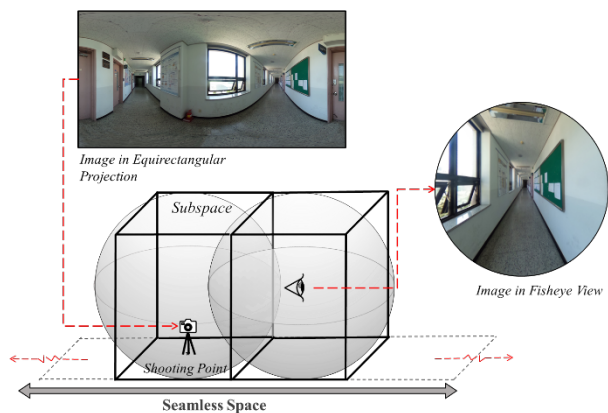 Image in Equirectangular
Projection
Subspace
Image in Fisheye View
Shooting Point
Seamless Space